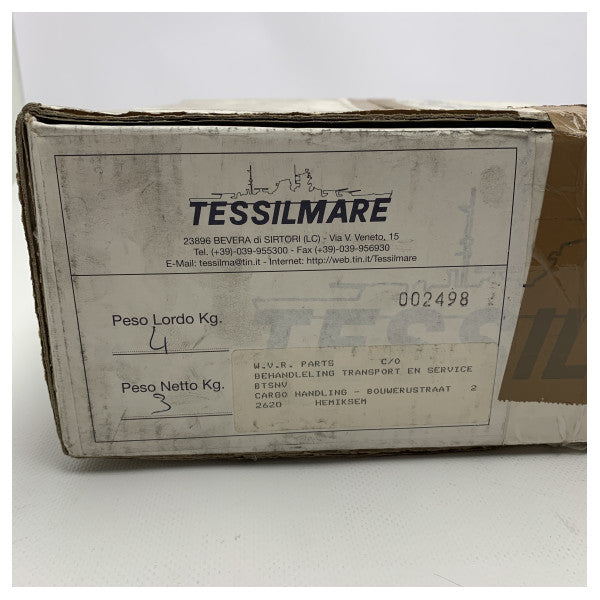 TESSILMARE
23896 BEVERA di SIRTORI (LC) - Via V. Veneto, 15
Tel. (+39)-039-955300 - Fax (+39)-039-956930
E-Mail: tessilma@tin.it - Internet: http://web.tin.it/Tessilmare
002498
Peso Lordo Kg.
4
TESSIL
Peso Netto Kg.
3
W.V.R. PARTS C/O
BEHANDLELING TRANSPORT EN SERVICE
BTSNV
CARGO HANDLING - BOUWERUSTRAAT 2
2620 HEMIKSEM